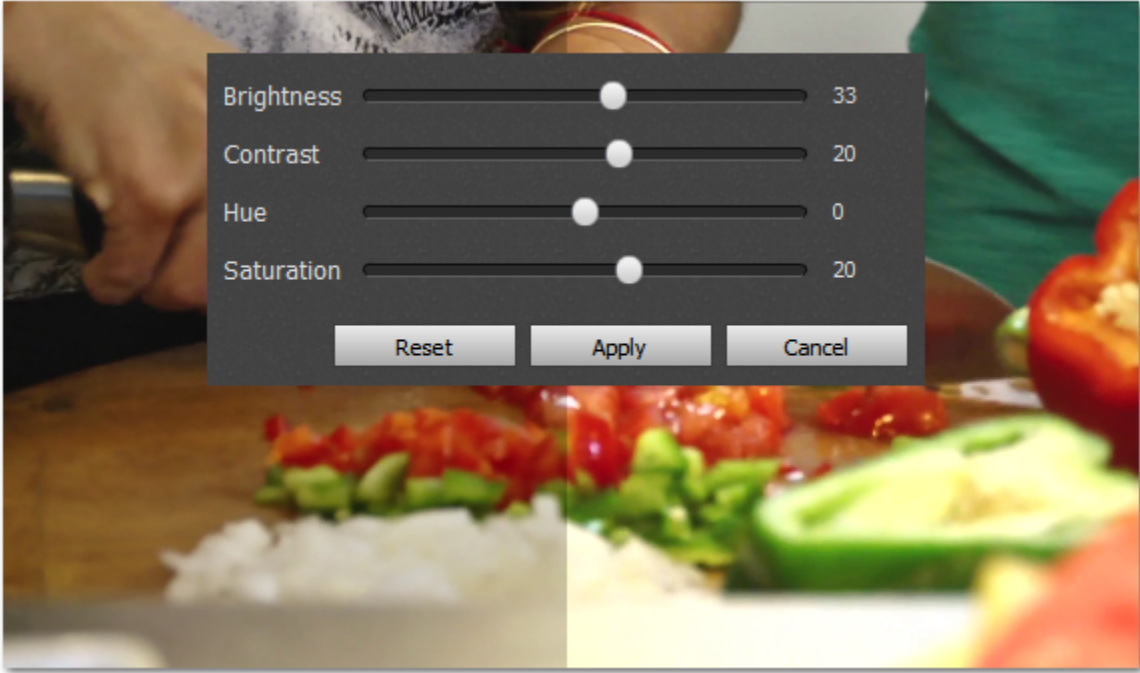 Brightness 33
Contrast 20
Hue 0
Saturation 20
Reset Apply Cancel